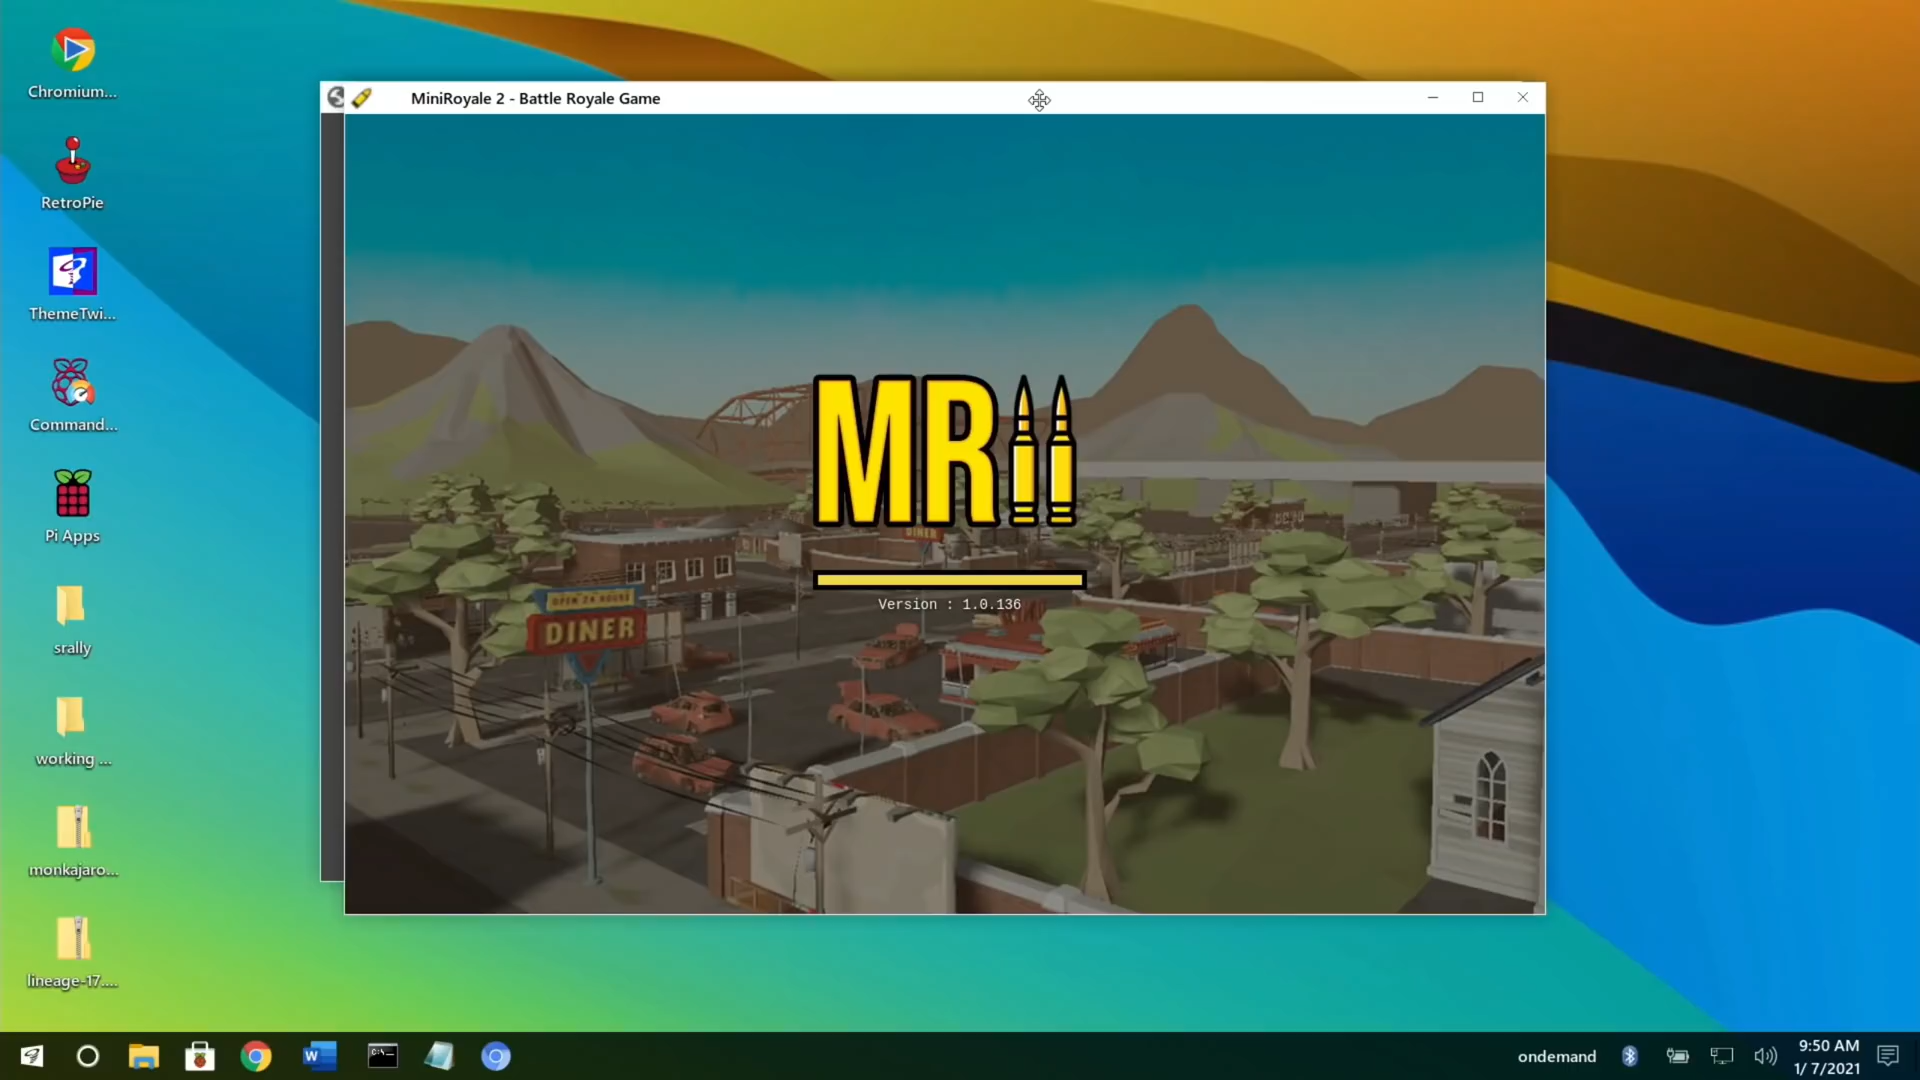 Chromium...
RetroPie
ThemeTwi...
Command...
Pi Apps
srally
working ...
monkajaro...
lineage-17....
MiniRoyale 2 - Battle Royale Game
MR
DINER
Version : 1.0.136
OPEN 24 HOURS
DINER
W
C:\_
ondemand
9:50 AM
1/ 7/2021